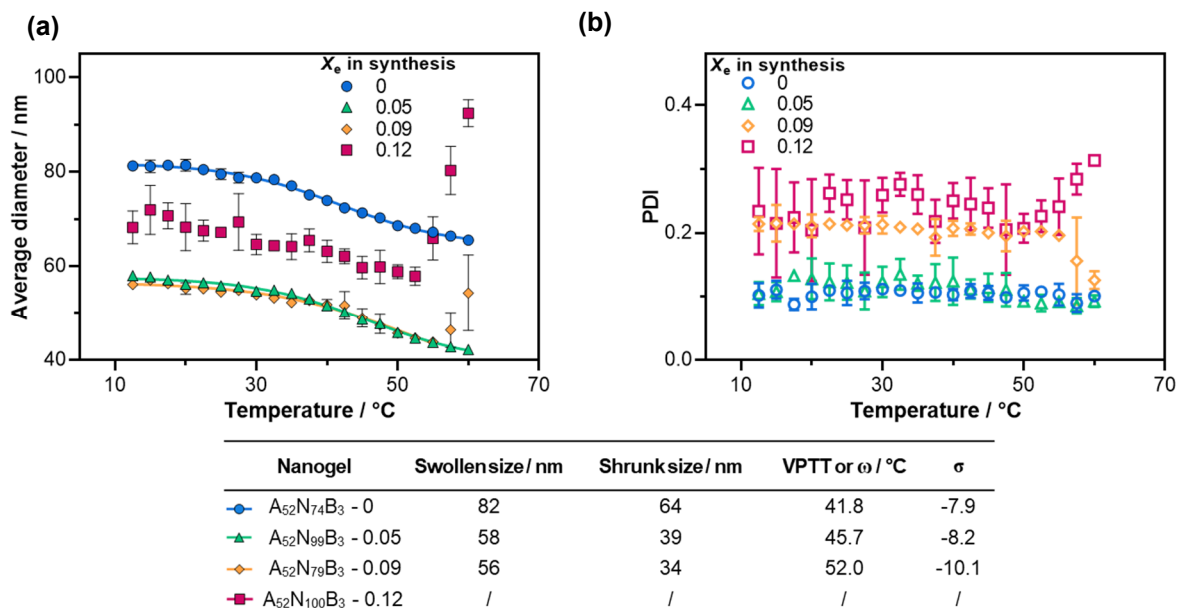 (a)
(b)
Xₑ in synthesis
0
0.05
0.09
0.12
Average diameter / nm
100
80
60
40
10
30
50
70
Temperature / °C
Xₑ in synthesis
0
0.05
0.09
0.12
PDI
0.4
0.2
0.0
10
30
50
70
Temperature / °C
Nanogel Swollen size / nm Shrunk size / nm VPTT or ω / °C σ
A₅₂N₇₄B₃ - 0 82 64 41.8 -7.9
A₅₂N₉₉B₃ - 0.05 58 39 45.7 -8.2
A₅₂N₇₉B₃ - 0.09 56 34 52.0 -10.1
A₅₂N₁₀₀B₃ - 0.12 / / / /